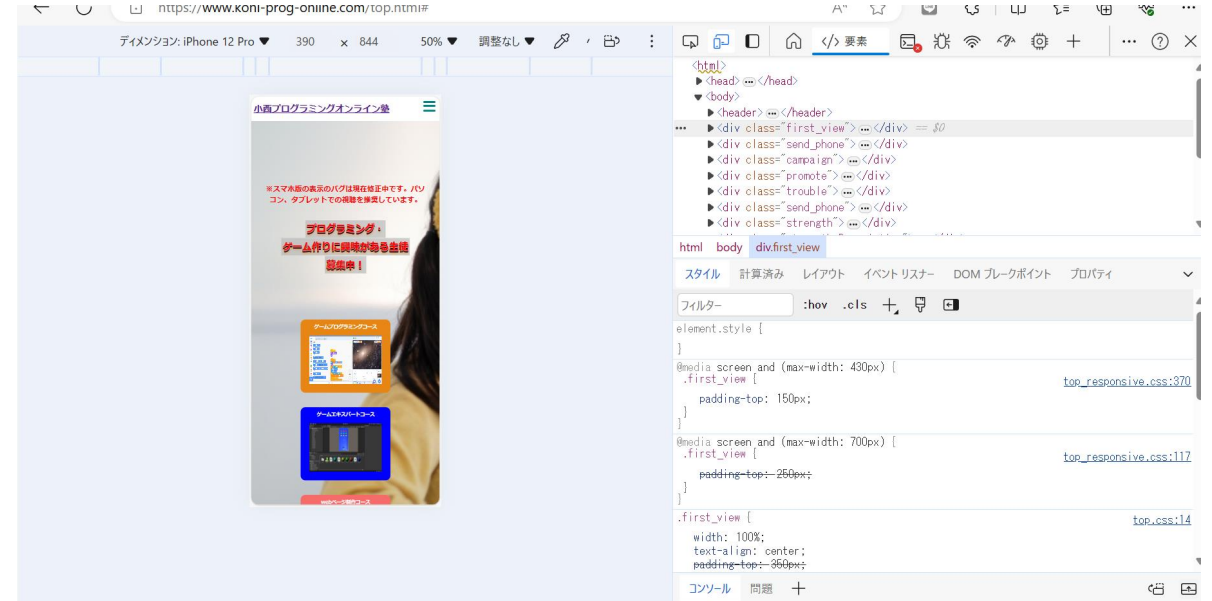 https://www.koni-prog-online.com/top.html#
ディメンション: iPhone 12 Pro ▼ 390 x 844 50% ▼ 調整なし ▼
</> 要素
小西プログラミングオンライン塾
※スマホ版の表示のバグは現在修正中です。パソ
コン、タブレットでの視聴を推奨しています。
プログラミング・
ゲーム作りに興味がある生徒
募集中！
ゲームプログラミングコース
ゲームエキスパートコース
Webページ制作コース
<html>
▶<head>…</head>
▼<body>
▶<header>…</header>
••• ▶<div class="first_view">…</div> == $0
▶<div class="send_phone">…</div>
▶<div class="campaign">…</div>
▶<div class="promote">…</div>
▶<div class="trouble">…</div>
▶<div class="send_phone">…</div>
▶<div class="strength">…</div>
html body div.first_view
スタイル 計算済み レイアウト イベント リスナー DOM ブレークポイント プロパティ
フィルター :hov .cls
element.style {
}
@media screen and (max-width: 430px) {
.first_view { top_responsive.css:370
padding-top: 150px;
}
}
@media screen and (max-width: 700px) {
.first_view { top_responsive.css:117
padding-top: 250px;
}
}
.first_view { top.css:14
width: 100%;
text-align: center;
padding-top: 350px;
コンソール 問題